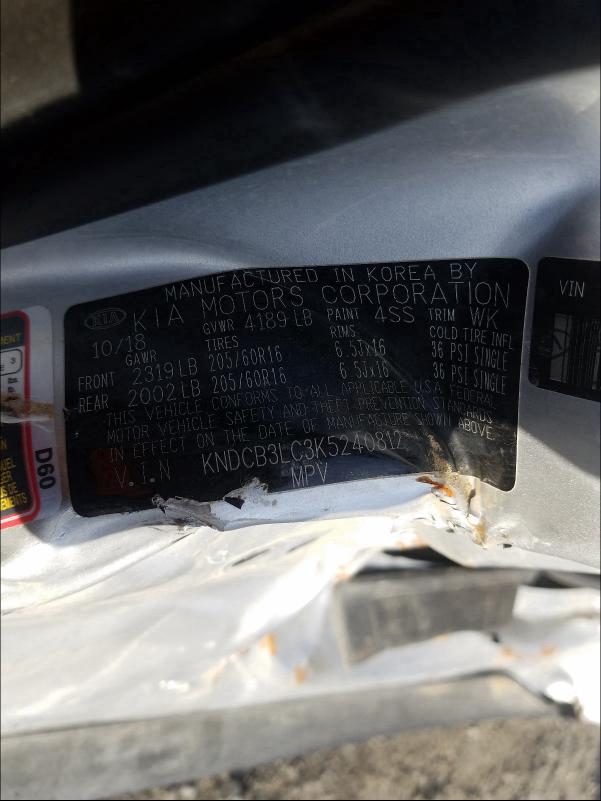 MANUFACTURED IN KOREA BY
KIA KIA MOTORS CORPORATION
10/18 GVWR 4189 LB PAINT 4SS TRIM WK
GAWR TIRES RIMS COLD TIRE INFL
FRONT 2319 LB 205/60R16 6.5Jx16 36 PSI SINGLE
REAR 2002 LB 205/60R16 6.5Jx16 36 PSI SINGLE
THIS VEHICLE CONFORMS TO ALL APPLICABLE U.S. FEDERAL
MOTOR VEHICLE SAFETY AND THEFT PREVENTION STANDARDS
IN EFFECT ON THE DATE OF MANUFACTURE SHOWN ABOVE.
V.I.N KNDCB3LC3K5240812
MPV
VIN
D60